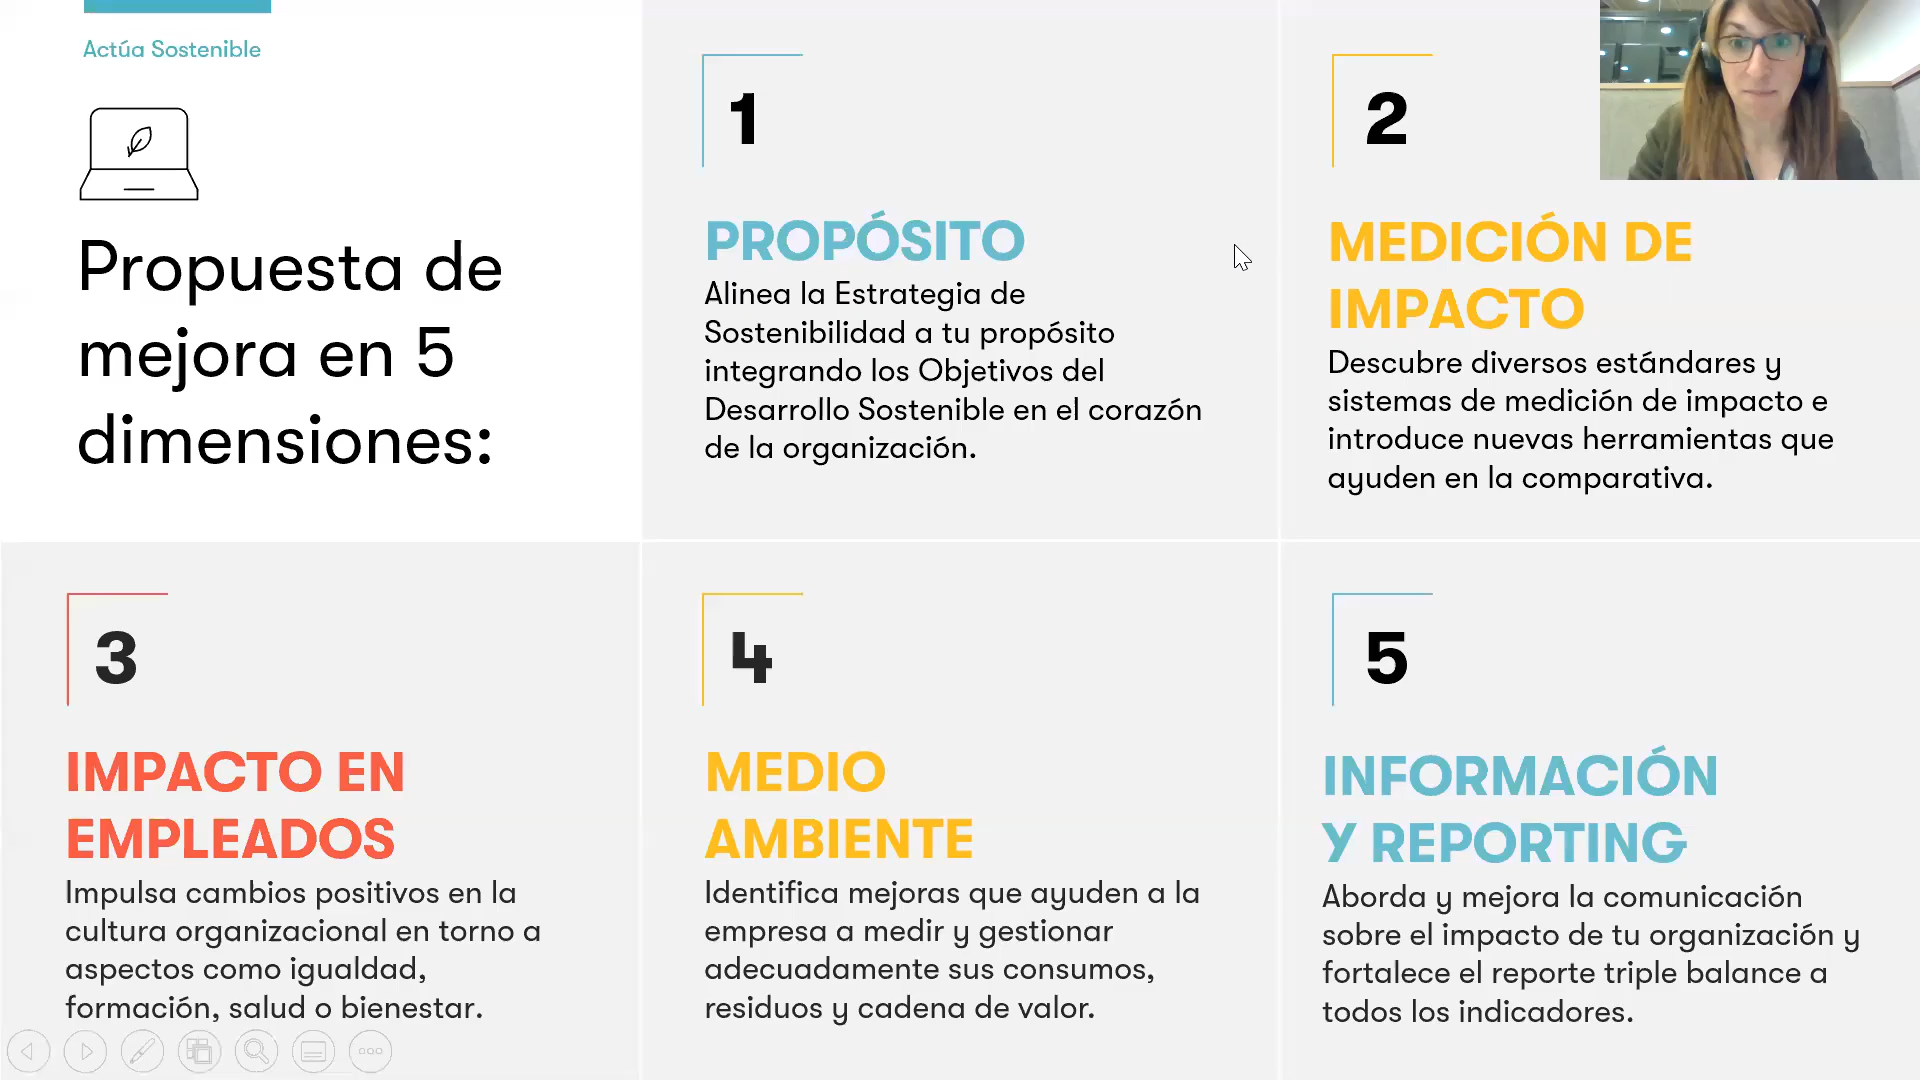 Actúa Sostenible
Propuesta de
mejora en 5
dimensiones:
1
PROPÓSITO
Alinea la Estrategia de
Sostenibilidad a tu propósito
integrando los Objetivos del
Desarrollo Sostenible en el corazón
de la organización.
2
MEDICIÓN DE
IMPACTO
Descubre diversos estándares y
sistemas de medición de impacto e
introduce nuevas herramientas que
ayuden en la comparativa.
3
IMPACTO EN
EMPLEADOS
Impulsa cambios positivos en la
cultura organizacional en torno a
aspectos como igualdad,
formación, salud o bienestar.
4
MEDIO
AMBIENTE
Identifica mejoras que ayuden a la
empresa a medir y gestionar
adecuadamente sus consumos,
residuos y cadena de valor.
5
INFORMACIÓN
Y REPORTING
Aborda y mejora la comunicación
sobre el impacto de tu organización y
fortalece el reporte triple balance a
todos los indicadores.